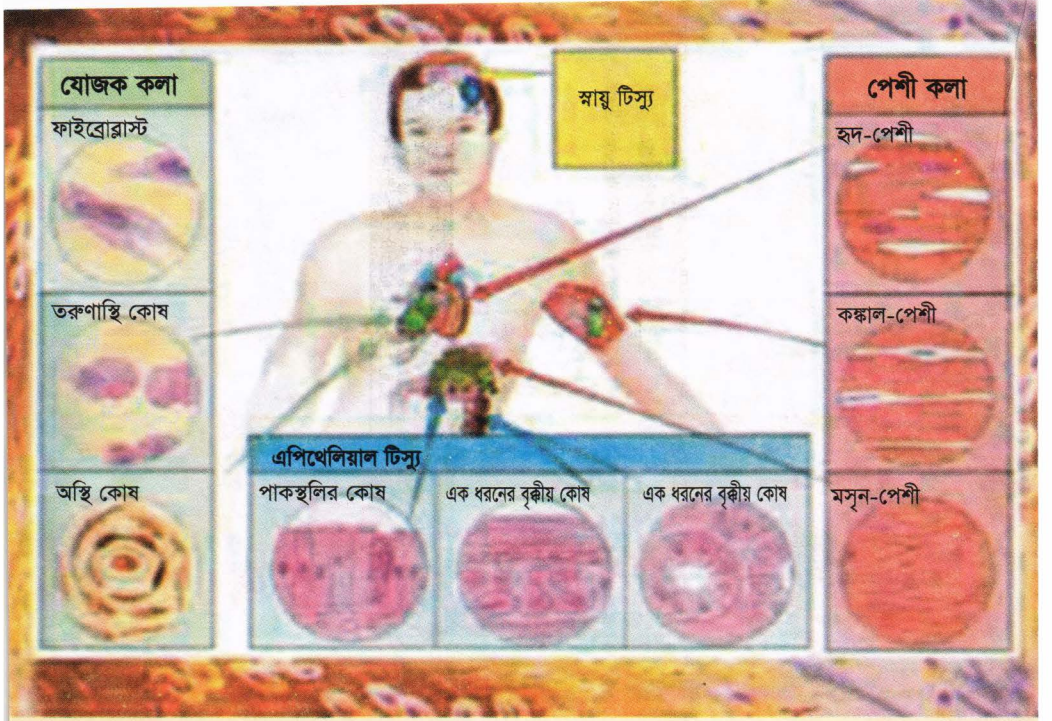 যোজক কলা
ফাইব্রোব্লাস্ট
তরুণাস্থি কোষ
অস্থি কোষ
স্নায়ু টিস্যু
পেশী কলা
হৃদ-পেশী
কঙ্কাল-পেশী
মসৃন-পেশী
এপিথেলিয়াল টিস্যু
পাকস্থলির কোষ
এক ধরনের বৃক্কীয় কোষ
এক ধরনের বৃক্কীয় কোষ